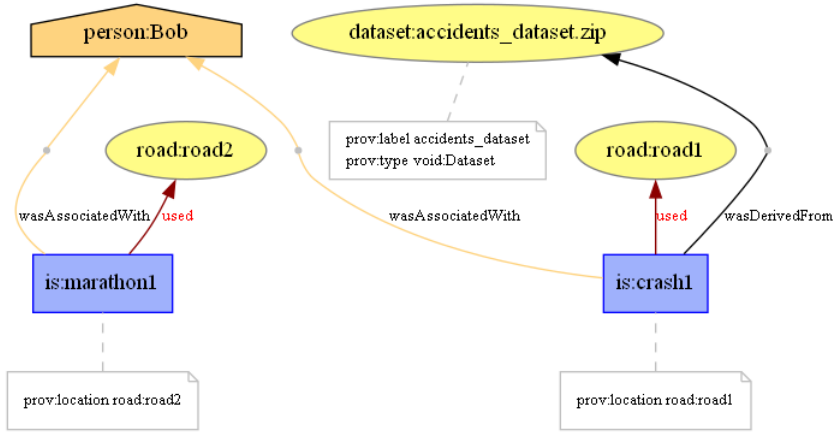 person:Bob
dataset:accidents_dataset.zip
prov:label accidents_dataset
prov:type void:Dataset
road:road2
road:road1
wasAssociatedWith
used
wasAssociatedWith
used
wasDerivedFrom
is:marathon1
is:crash1
prov:location road:road2
prov:location road:road1